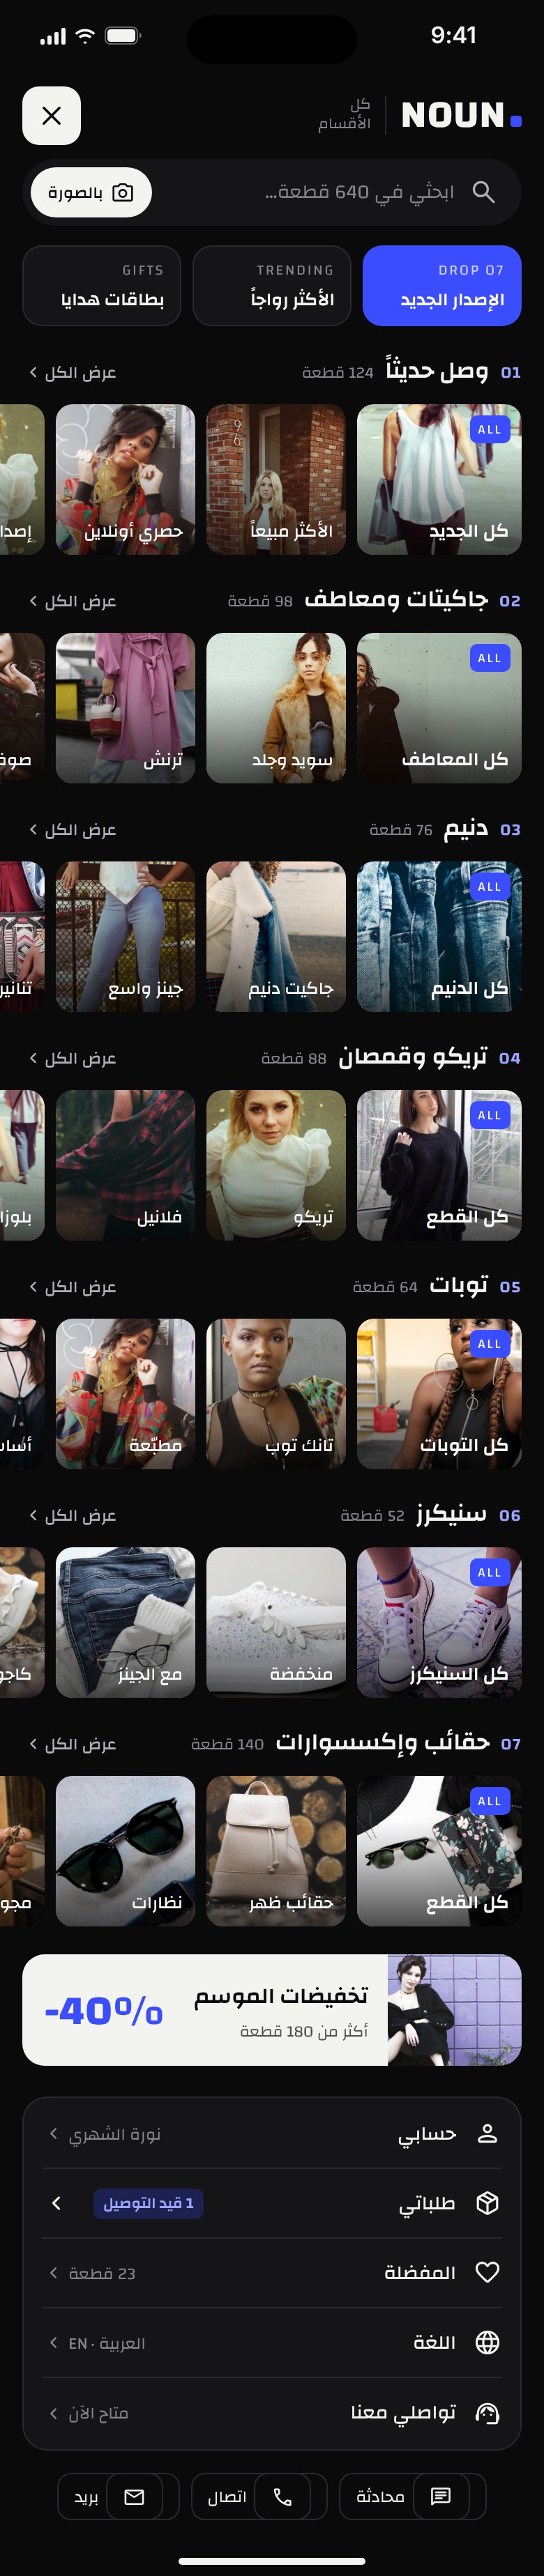 9:41
NOUN.
كل
الأقسام
ابحثي في 640 قطعة...
بالصورة
DROP 07
الإصدار الجديد
TRENDING
الأكثر رواجاً
GIFTS
بطاقات هدايا
01 وصل حديثاً 124 قطعة
عرض الكل
ALL
كل الجديد
الأكثر مبيعاً
حصري أونلاين
إصدا
02 جاكيتات ومعاطف 98 قطعة
عرض الكل
ALL
كل المعاطف
سويد وجلد
ترنش
صوف
03 دنيم 76 قطعة
عرض الكل
ALL
كل الدنيم
جاكيت دنيم
جينز واسع
تنانير
04 تريكو وقمصان 88 قطعة
عرض الكل
ALL
كل القطع
تريكو
فلانيل
بلوزا
05 توبات 64 قطعة
عرض الكل
ALL
كل التوبات
تانك توب
مطبّعة
أساس
06 سنيكرز 52 قطعة
عرض الكل
ALL
كل السنيكرز
منخفضة
مع الجينز
كاجو
07 حقائب وإكسسوارات 140 قطعة
عرض الكل
ALL
كل القطع
حقائب ظهر
نظارات
مجو
تخفيضات الموسم
أكثر من 180 قطعة
-40%
حسابي
نورة الشهري
طلباتي
1 قيد التوصيل
المفضلة
23 قطعة
اللغة
العربية · EN
تواصلي معنا
متاح الآن
محادثة
اتصال
بريد